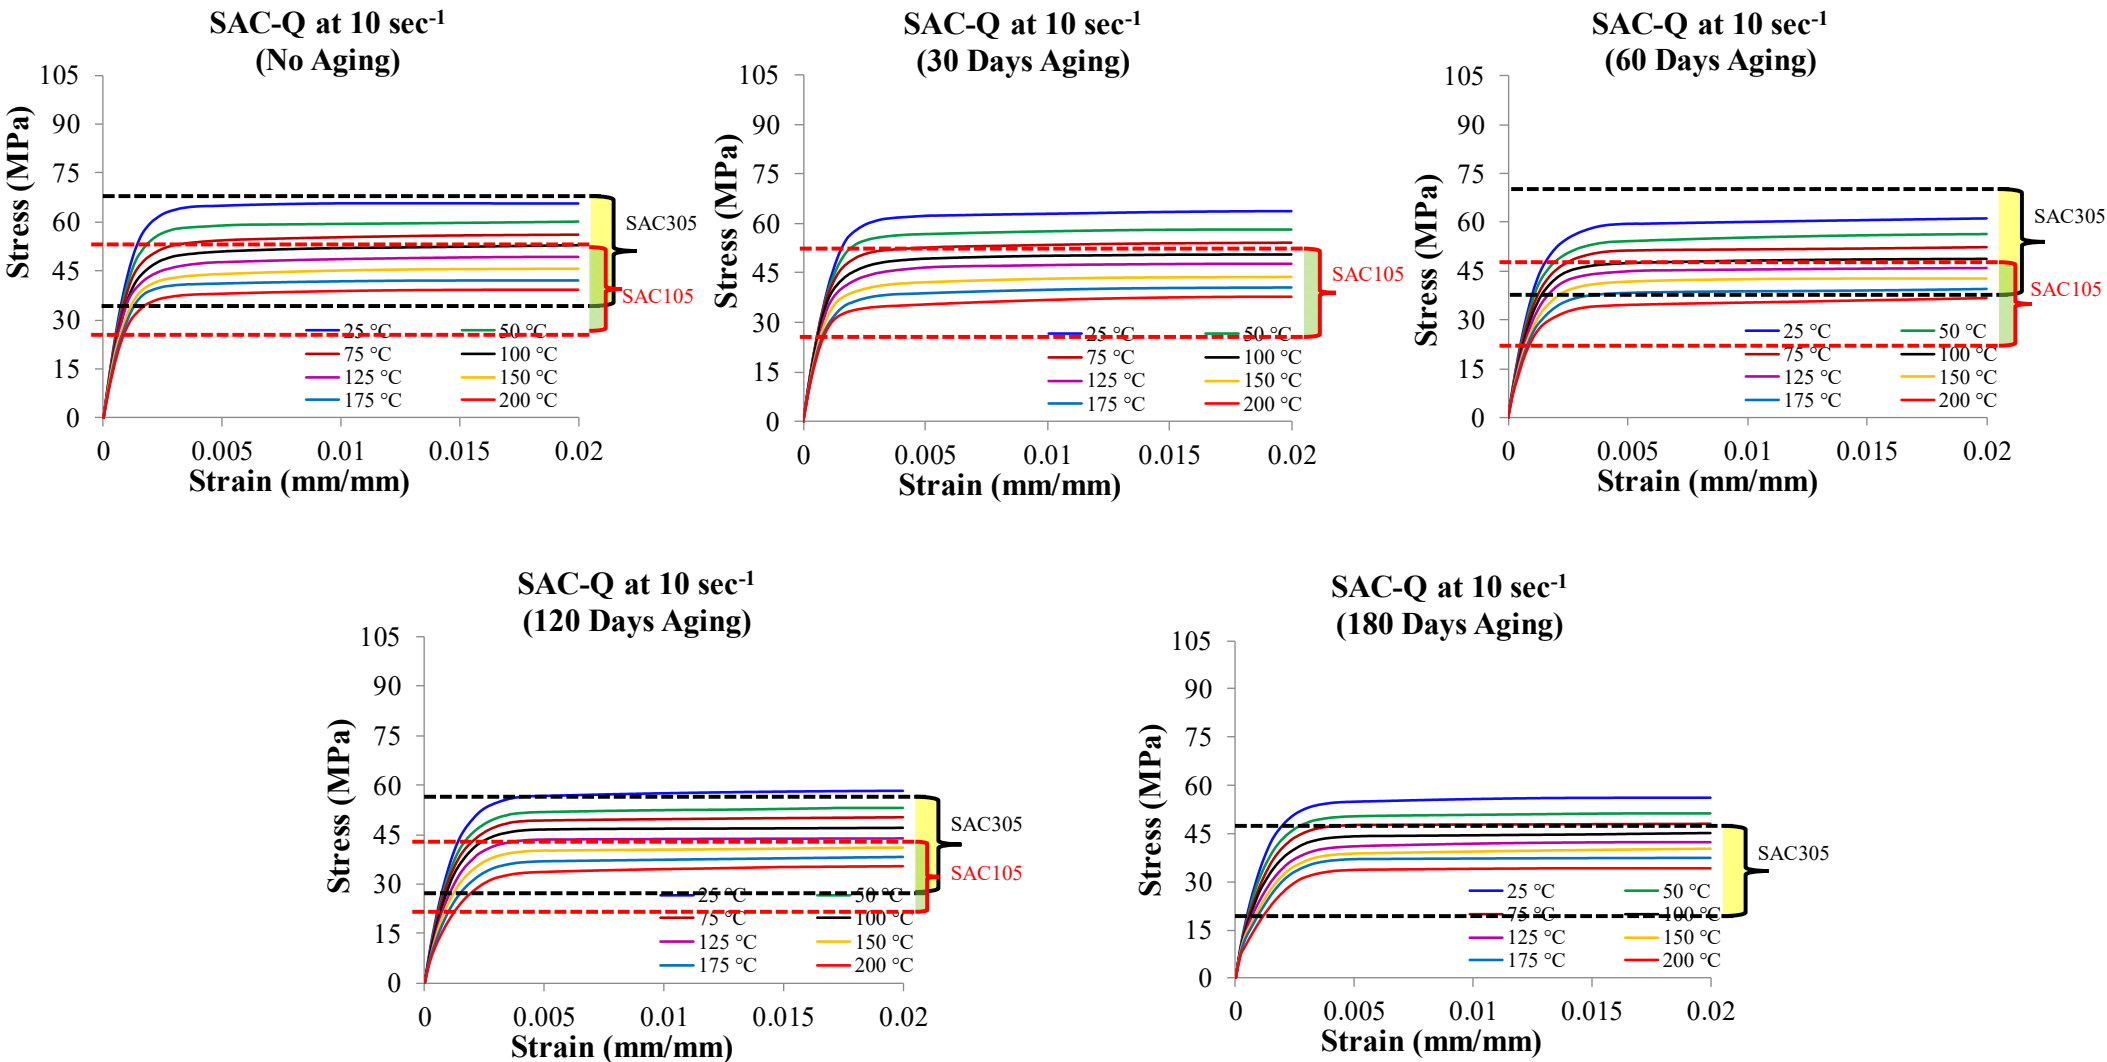 SAC-Q at 10 sec-1
(No Aging)
105
90
75
60
45
30
15
0
0
0.005
0.01
0.015
0.02
Stress (MPa)
Strain (mm/mm)
SAC305
SAC105
25 °C
50 °C
75 °C
100 °C
125 °C
150 °C
175 °C
200 °C
SAC-Q at 10 sec-1
(30 Days Aging)
105
90
75
60
45
30
15
0
0
0.005
0.01
0.015
0.02
Stress (MPa)
Strain (mm/mm)
SAC105
25 °C
50 °C
75 °C
100 °C
125 °C
150 °C
175 °C
200 °C
SAC-Q at 10 sec-1
(60 Days Aging)
105
90
75
60
45
30
15
0
0
0.005
0.01
0.015
0.02
Stress (MPa)
Strain (mm/mm)
SAC305
SAC105
25 °C
50 °C
75 °C
100 °C
125 °C
150 °C
175 °C
200 °C
SAC-Q at 10 sec-1
(120 Days Aging)
105
90
75
60
45
30
15
0
0
0.005
0.01
0.015
0.02
Stress (MPa)
Strain (mm/mm)
SAC305
SAC105
25 °C
50 °C
75 °C
100 °C
125 °C
150 °C
175 °C
200 °C
SAC-Q at 10 sec-1
(180 Days Aging)
105
90
75
60
45
30
15
0
0
0.005
0.01
0.015
0.02
Stress (MPa)
Strain (mm/mm)
SAC305
25 °C
50 °C
75 °C
100 °C
125 °C
150 °C
175 °C
200 °C